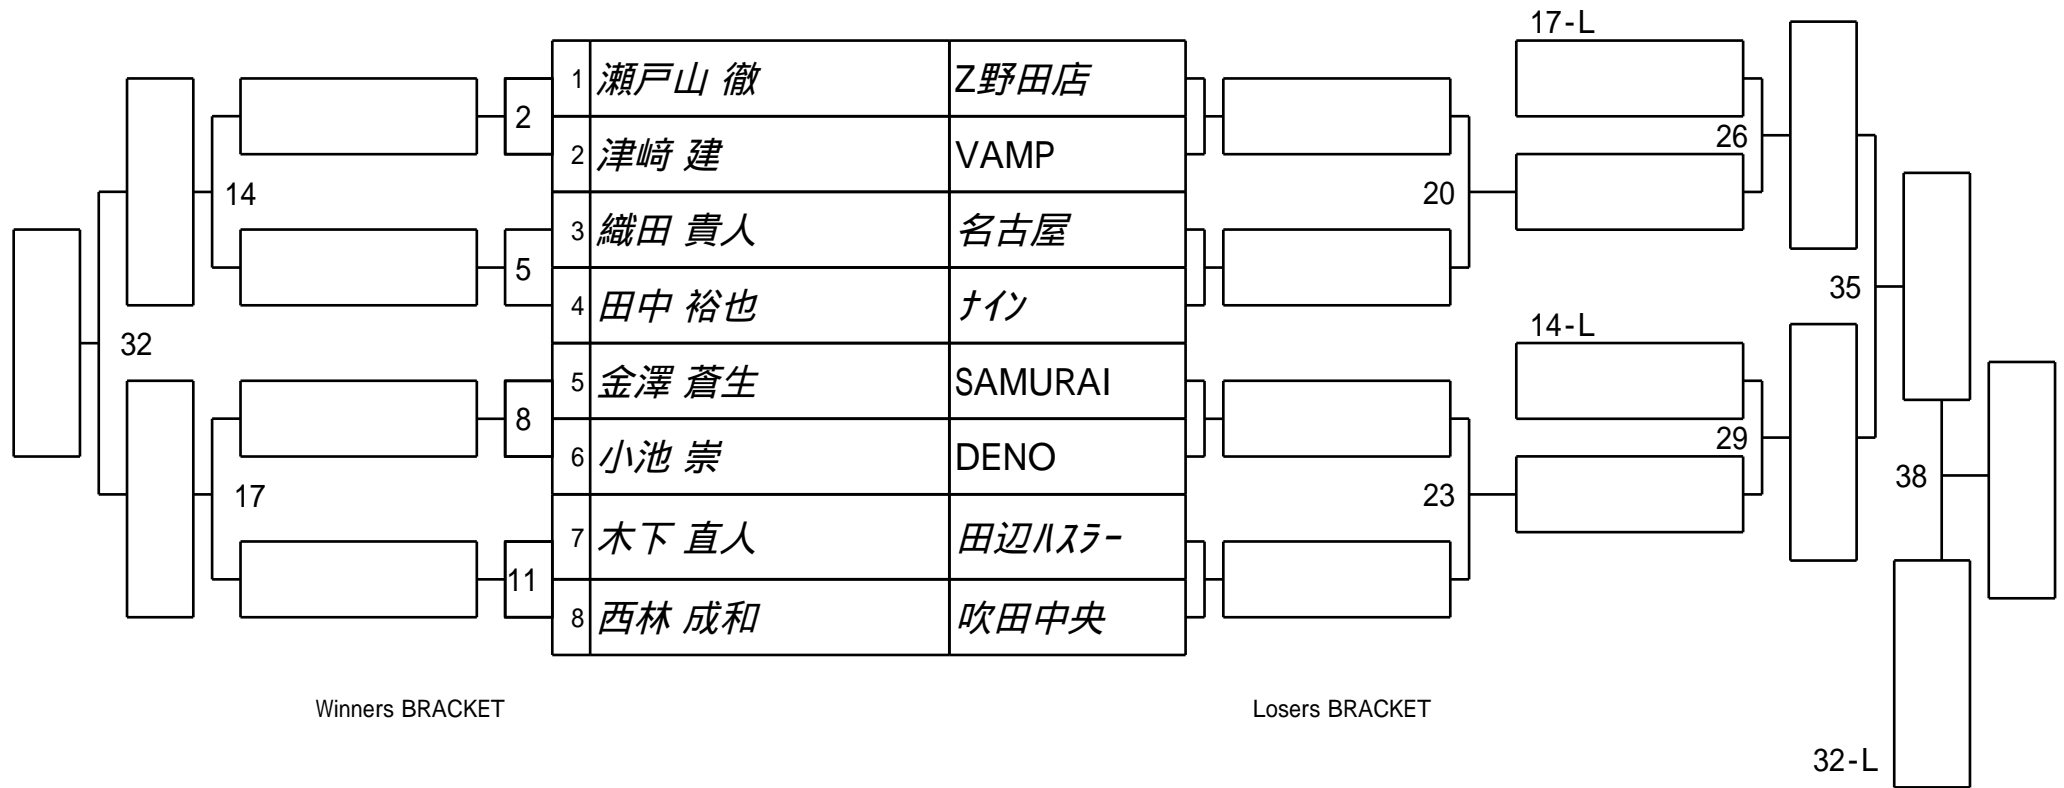 17-L
1 瀬戸山 徹 Z野田店
2
2 津﨑 建 VAMP
26
14
20
3 織田 貴人 名古屋
5
4 田中 裕也 ﾅｲﾝ
35
14-L
32
5 金澤 蒼生 SAMURAI
8
29
6 小池 崇 DENO
38
17
23
7 木下 直人 田辺ﾊｽﾗｰ
11
8 西林 成和 吹田中央
Winners BRACKET
Losers BRACKET
32-L